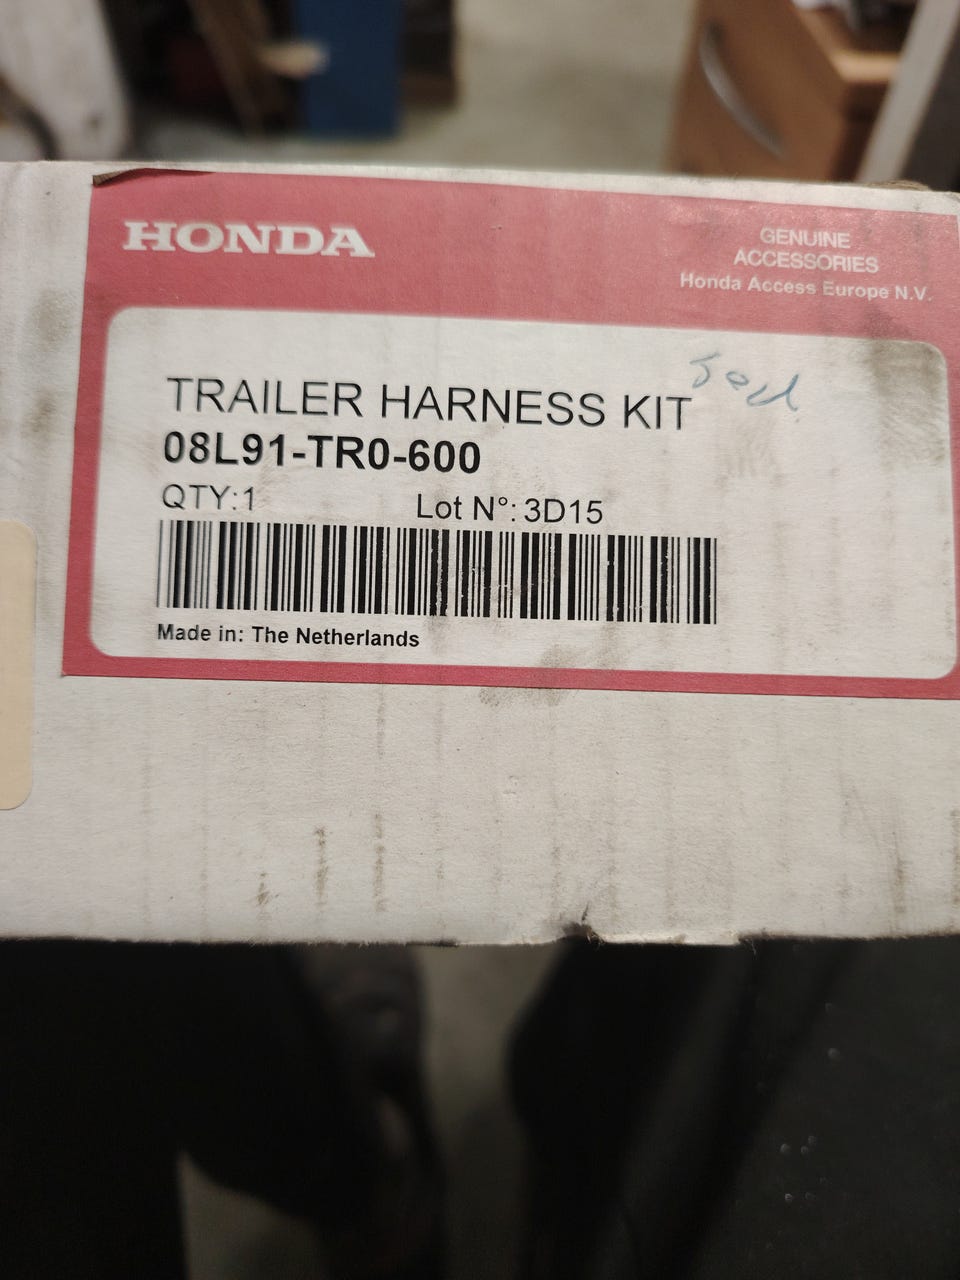 HONDA
GENUINE
ACCESSORIES
Honda Access Europe N.V.
TRAILER HARNESS KIT
08L91-TR0-600
QTY:1 Lot N°: 3D15
Made in: The Netherlands